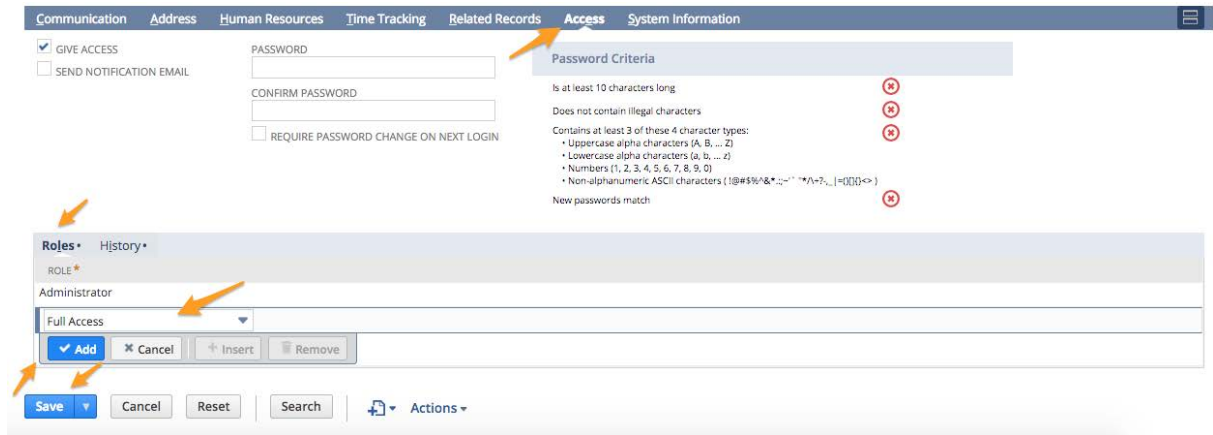 Communication Address Human Resources Time Tracking Related Records Access System Information
GIVE ACCESS
SEND NOTIFICATION EMAIL
PASSWORD
CONFIRM PASSWORD
REQUIRE PASSWORD CHANGE ON NEXT LOGIN
Password Criteria
Is at least 10 characters long
Does not contain illegal characters
Contains at least 3 of these 4 character types:
• Uppercase alpha characters (A, B, ... Z)
• Lowercase alpha characters (a, b, ... z)
• Numbers (1, 2, 3, 4, 5, 6, 7, 8, 9, 0)
• Non-alphanumeric ASCII characters
New passwords match
Roles • History •
ROLE *
Administrator
Full Access
Add Cancel Insert Remove
Save Cancel Reset Search Actions